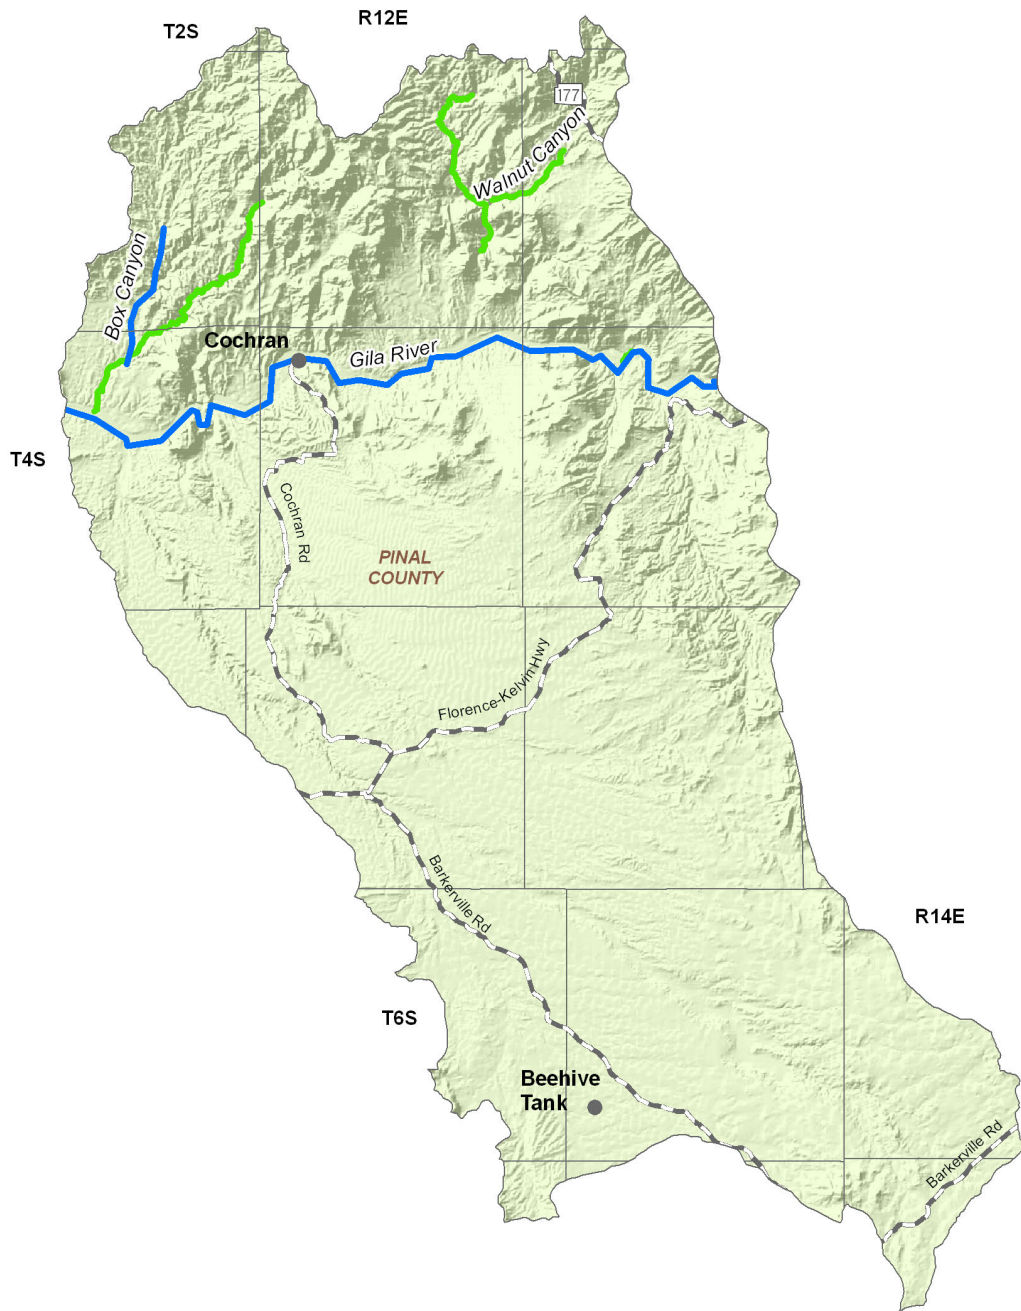 R12E
T2S
177
Walnut Canyon
Box Canyon
Cochran
Gila River
T4S
Cochran Rd
PINAL
COUNTY
Florence-Kelvin Hwy
Barkerville Rd
R14E
T6S
Beehive
Tank
Barkerville Rd